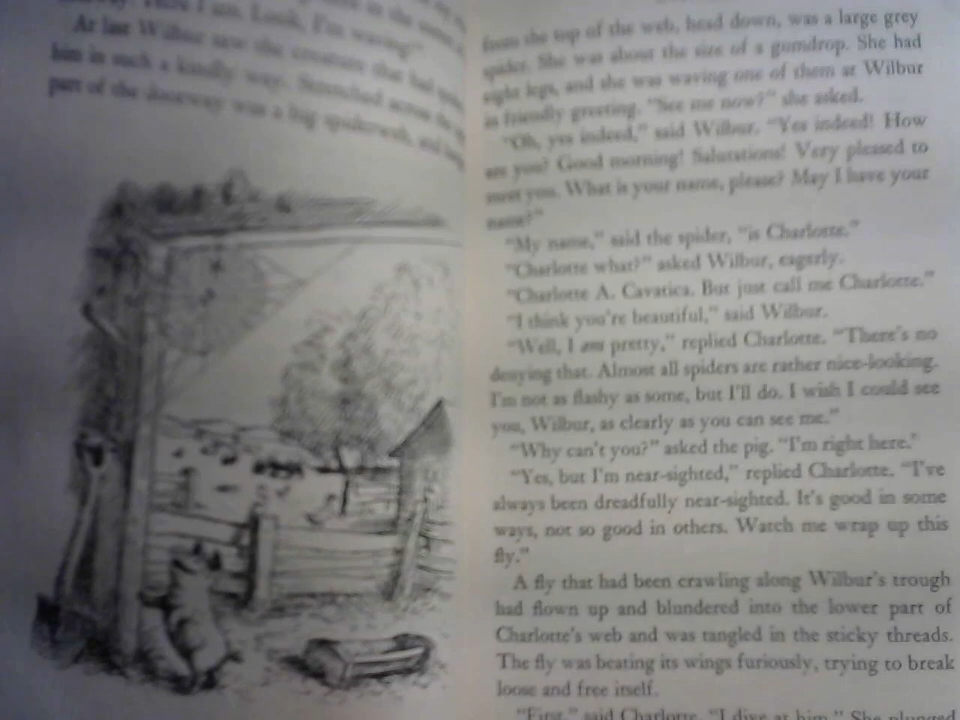 I am. Look, I'm waving!"
At last Wilbur saw the creature that had
him in such a kindly way. Stretched across the
part of the doorway was a big spiderweb, and
from the top of the web, head down, was a large grey
spider. She was about the size of a gumdrop. She had
eight legs, and she was waving one of them at Wilbur
in friendly greeting. "See me now?" she asked.
"Oh, yes indeed," said Wilbur. "Yes indeed! How
are you? Good morning! Salutations! Very pleased to
meet you. What is your name, please? May I have your
name?"
"My name," said the spider, "is Charlotte."
"Charlotte what?" asked Wilbur, eagerly.
"Charlotte A. Cavatica. But just call me Charlotte."
"I think you're beautiful," said Wilbur.
"Well, I am pretty," replied Charlotte. "There's no
denying that. Almost all spiders are rather nice-looking.
I'm not as flashy as some, but I'll do. I wish I could see
you, Wilbur, as clearly as you can see me."
"Why can't you?" asked the pig. "I'm right here."
"Yes, but I'm near-sighted," replied Charlotte. "I've
always been dreadfully near-sighted. It's good in some
ways, not so good in others. Watch me wrap up this
fly."
A fly that had been crawling along Wilbur's trough
had flown up and blundered into the lower part of
Charlotte's web and was tangled in the sticky threads.
The fly was beating its wings furiously, trying to break
loose and free itself.
"First," said Charlotte, "I dive at him." She plunged